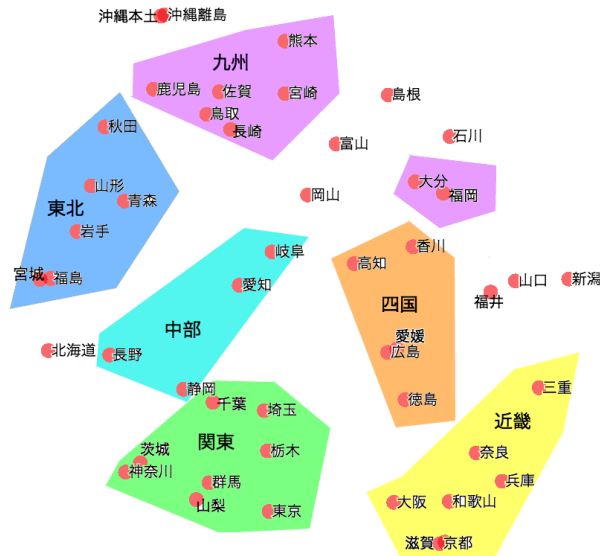 沖縄本土 沖縄離島
熊本
九州
鹿児島 佐賀 宮崎 島根
鳥取
長崎
秋田
富山 石川
山形
青森
大分
福岡
岡山
東北
岩手
岐阜 香川
高知
宮城 福島
愛知
山口 新潟
福井
四国
中部
愛媛
北海道 長野 広島
静岡
千葉 埼玉
徳島
三重
近畿
関東
茨城 栃木
奈良
神奈川
群馬
兵庫
山梨 東京
大阪 和歌山
滋賀 京都